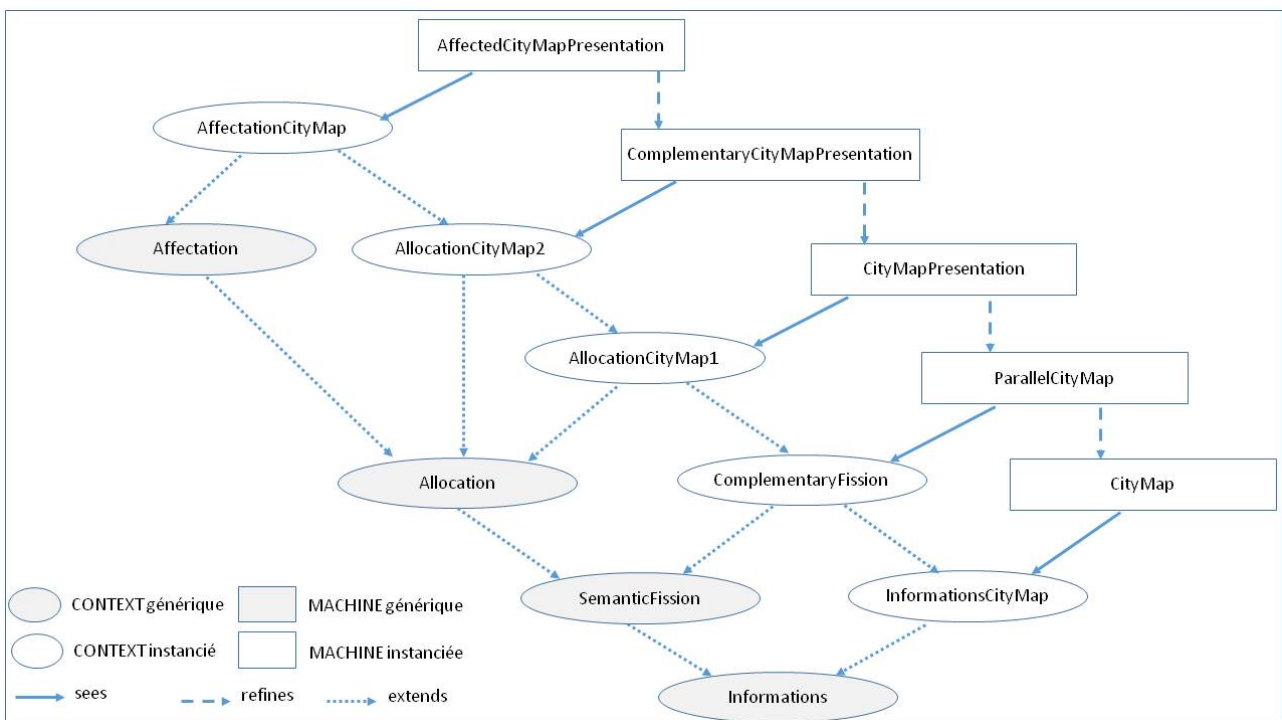 AffectedCityMapPresentation
AffectationCityMap
ComplementaryCityMapPresentation
Affectation
AllocationCityMap2
CityMapPresentation
AllocationCityMap1
ParallelCityMap
Allocation
ComplementaryFission
CityMap
SemanticFission
InformationsCityMap
Informations
CONTEXT générique
MACHINE générique
CONTEXT instancié
MACHINE instanciée
sees
refines
extends